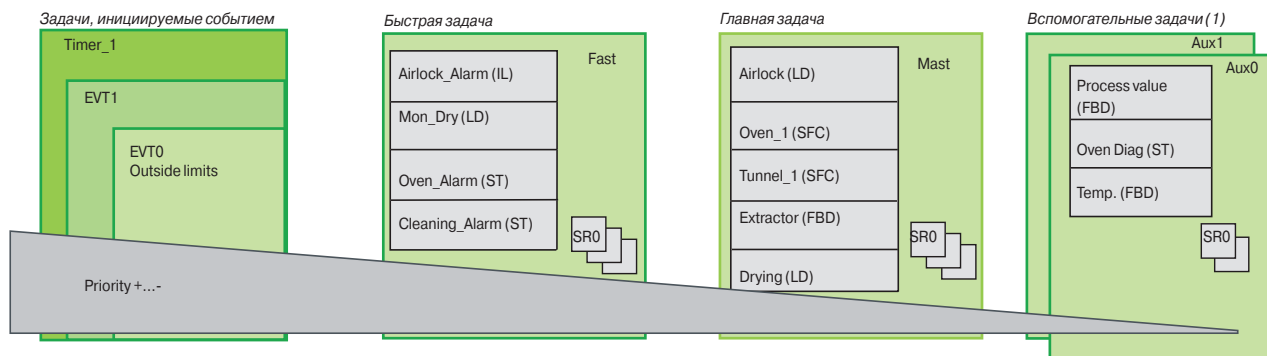 Задачи, инициируемые событием
Timer_1
EVT1
EVT0
Outside limits
Быстрая задача
Fast
Airlock_Alarm (IL)
Mon_Dry (LD)
Oven_Alarm (ST)
Cleaning_Alarm (ST)
SR0
Главная задача
Mast
Airlock (LD)
Oven_1 (SFC)
Tunnel_1 (SFC)
Extractor (FBD)
Drying (LD)
SR0
Вспомогательные задачи (1)
Aux1
Aux0
Process value
(FBD)
Oven Diag (ST)
Temp. (FBD)
SR0
Priority +...-